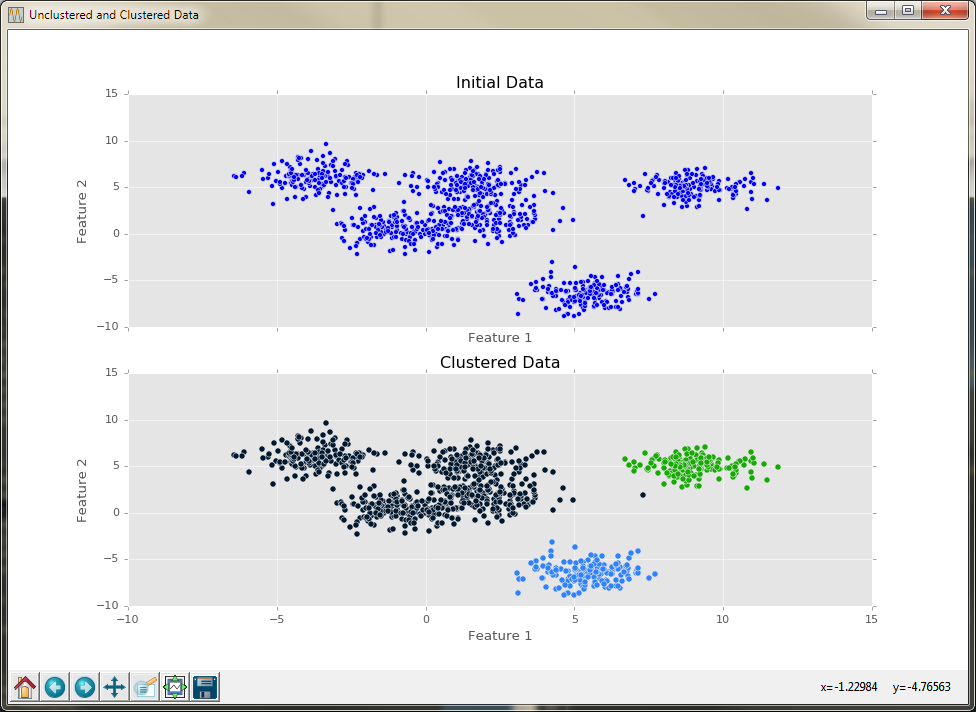 Unclustered and Clustered Data
Initial Data
15
10
5
0
−5
−10
Feature 2
Feature 1
Clustered Data
15
10
5
0
−5
−10
Feature 2
−10 −5 0 5 10 15
Feature 1
x=-1.22984 y=-4.76563